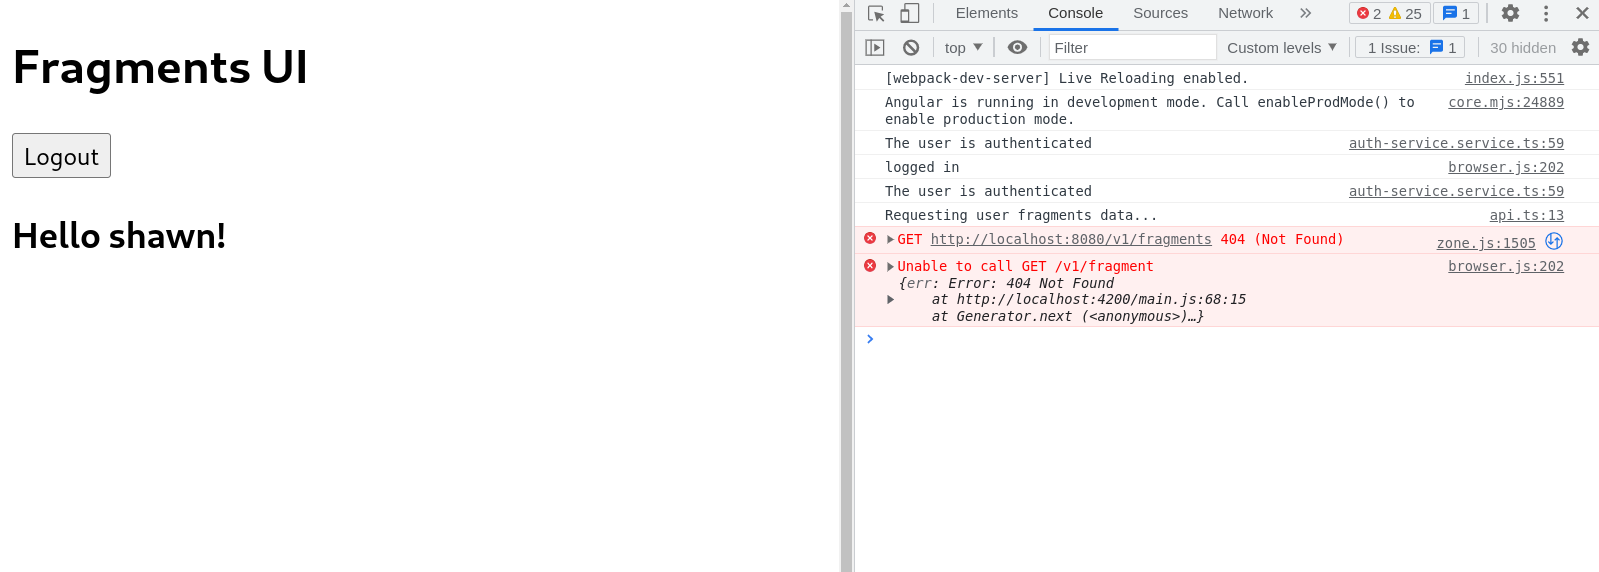 Fragments UI
Logout
Hello shawn!
Elements Console Sources Network 2 25 1
top Filter Custom levels 1 Issue: 1 30 hidden
[webpack-dev-server] Live Reloading enabled. index.js:551
Angular is running in development mode. Call enableProdMode() to core.mjs:24889
enable production mode.
The user is authenticated auth-service.service.ts:59
logged in browser.js:202
The user is authenticated auth-service.service.ts:59
Requesting user fragments data... api.ts:13
GET http://localhost:8080/v1/fragments 404 (Not Found) zone.js:1505
Unable to call GET /v1/fragment browser.js:202
{err: Error: 404 Not Found
at http://localhost:4200/main.js:68:15
at Generator.next (<anonymous>)…}